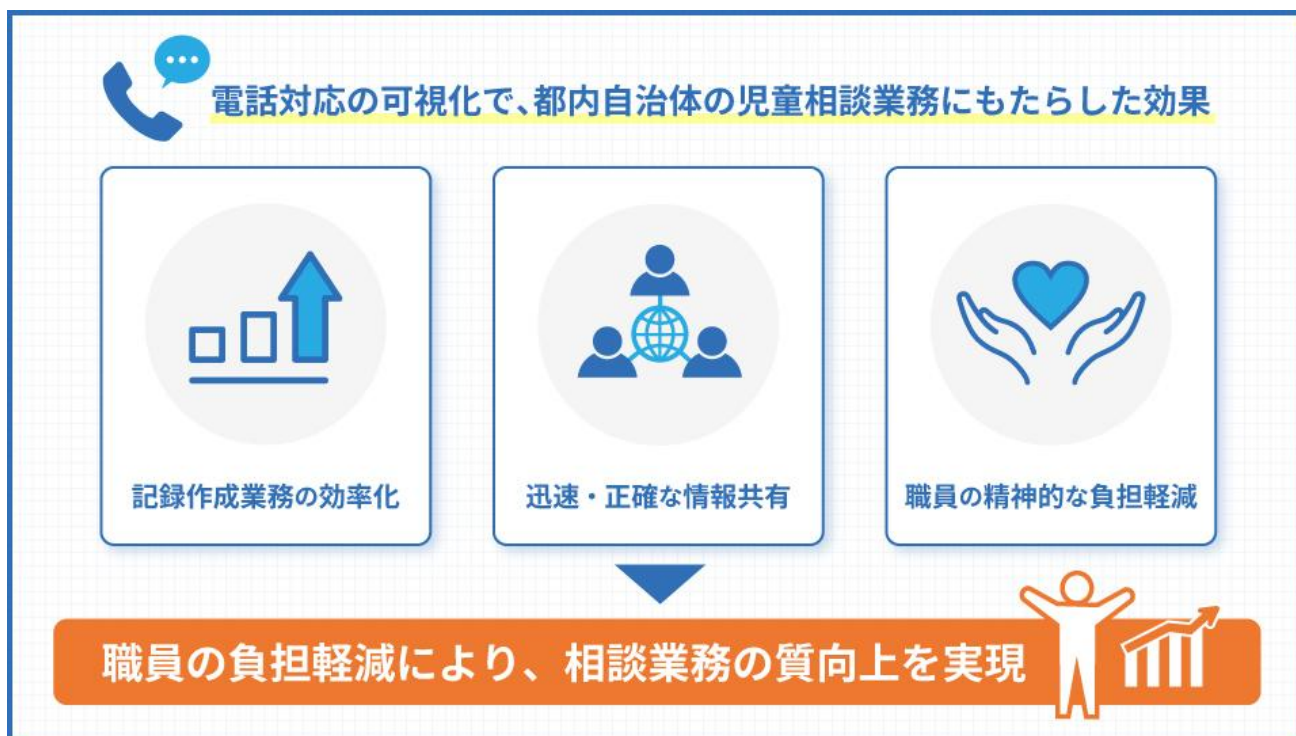 電話対応の可視化で、都内自治体の児童相談業務にもたらした効果
記録作成業務の効率化
迅速・正確な情報共有
職員の精神的な負担軽減
職員の負担軽減により、相談業務の質向上を実現